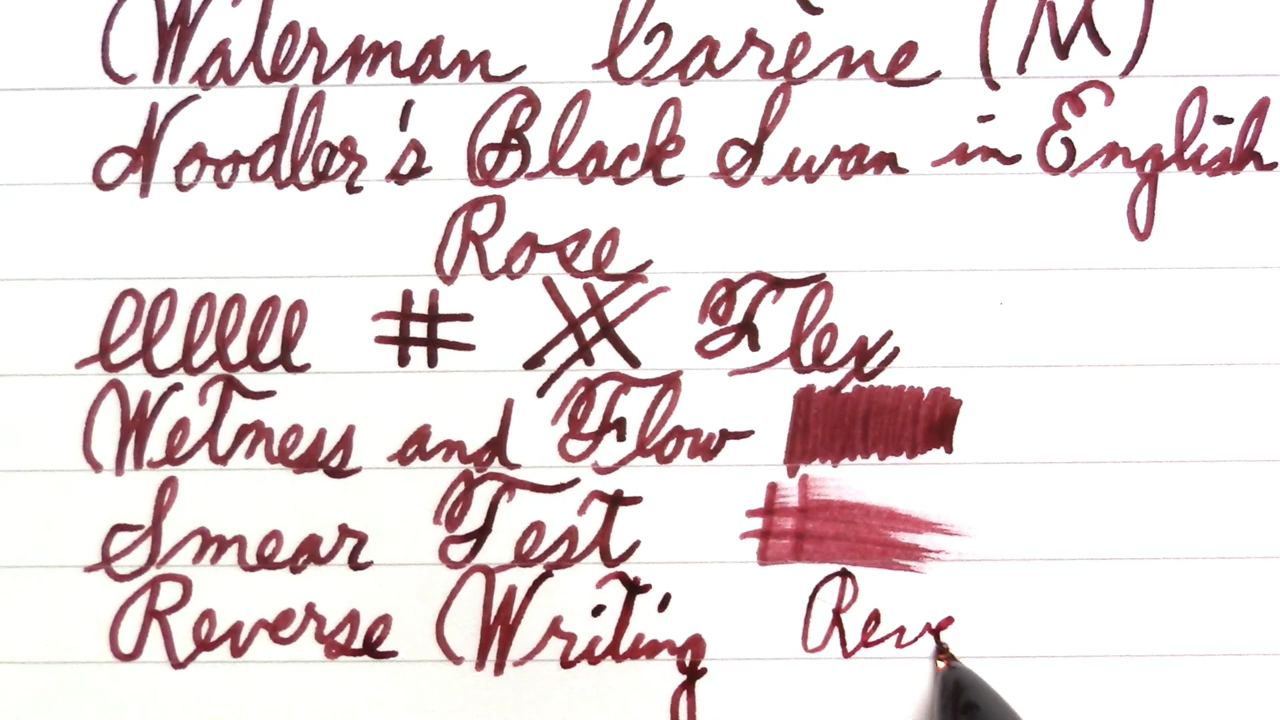 Waterman Carène (M)
Noodler's Black Swan in English
Rose
llllll # # Flex
Wetness and Flow
Smear Test
Reverse Writing Reve